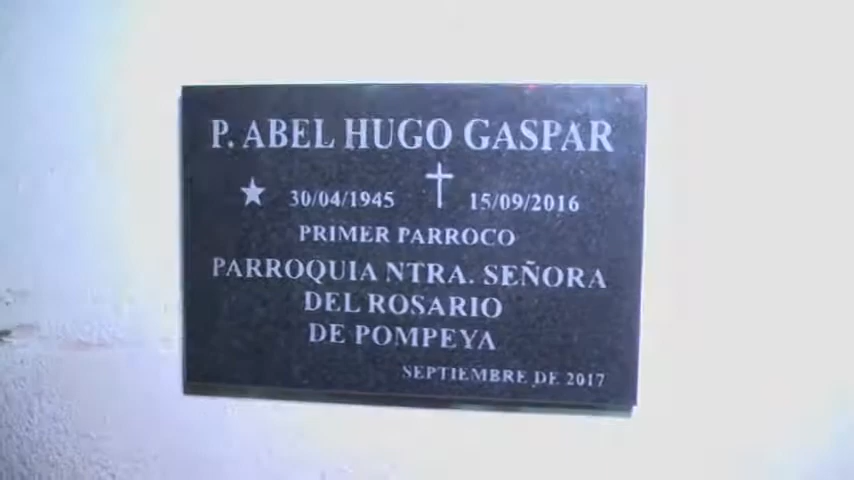 P. ABEL HUGO GASPAR
30/04/1945 15/09/2016
PRIMER PARROCO
PARROQUIA NTRA. SEÑORA
DEL ROSARIO
DE POMPEYA
SEPTIEMBRE DE 2017